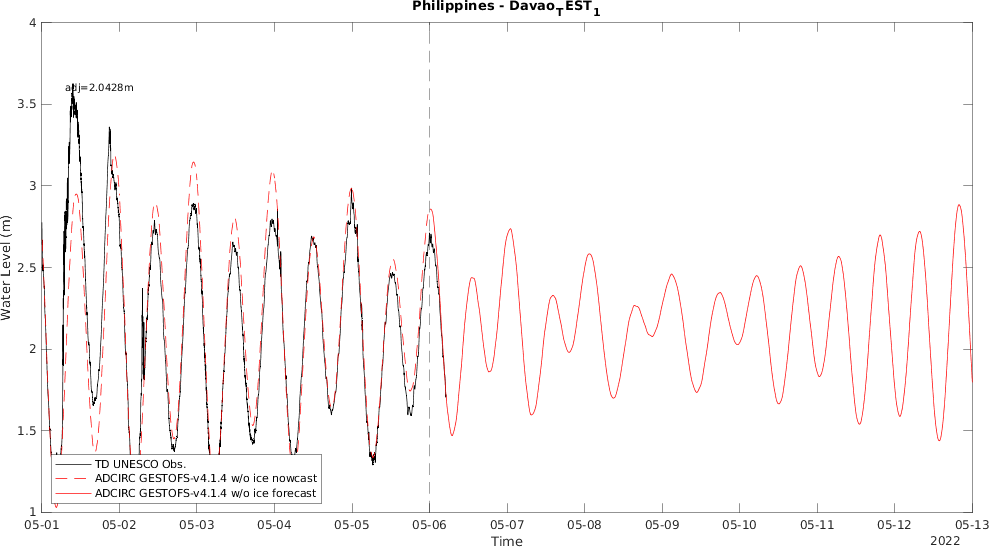 Philippines - Davao_TEST_1
4
3.5
3
2.5
2
1.5
1
Water Level (m)
adj=2.0428m
TD UNESCO Obs.
ADCIRC GESTOFS-v4.1.4 w/o ice nowcast
ADCIRC GESTOFS-v4.1.4 w/o ice forecast
05-01 05-02 05-03 05-04 05-05 05-06 05-07 05-08 05-09 05-10 05-11 05-12 05-13
Time
2022